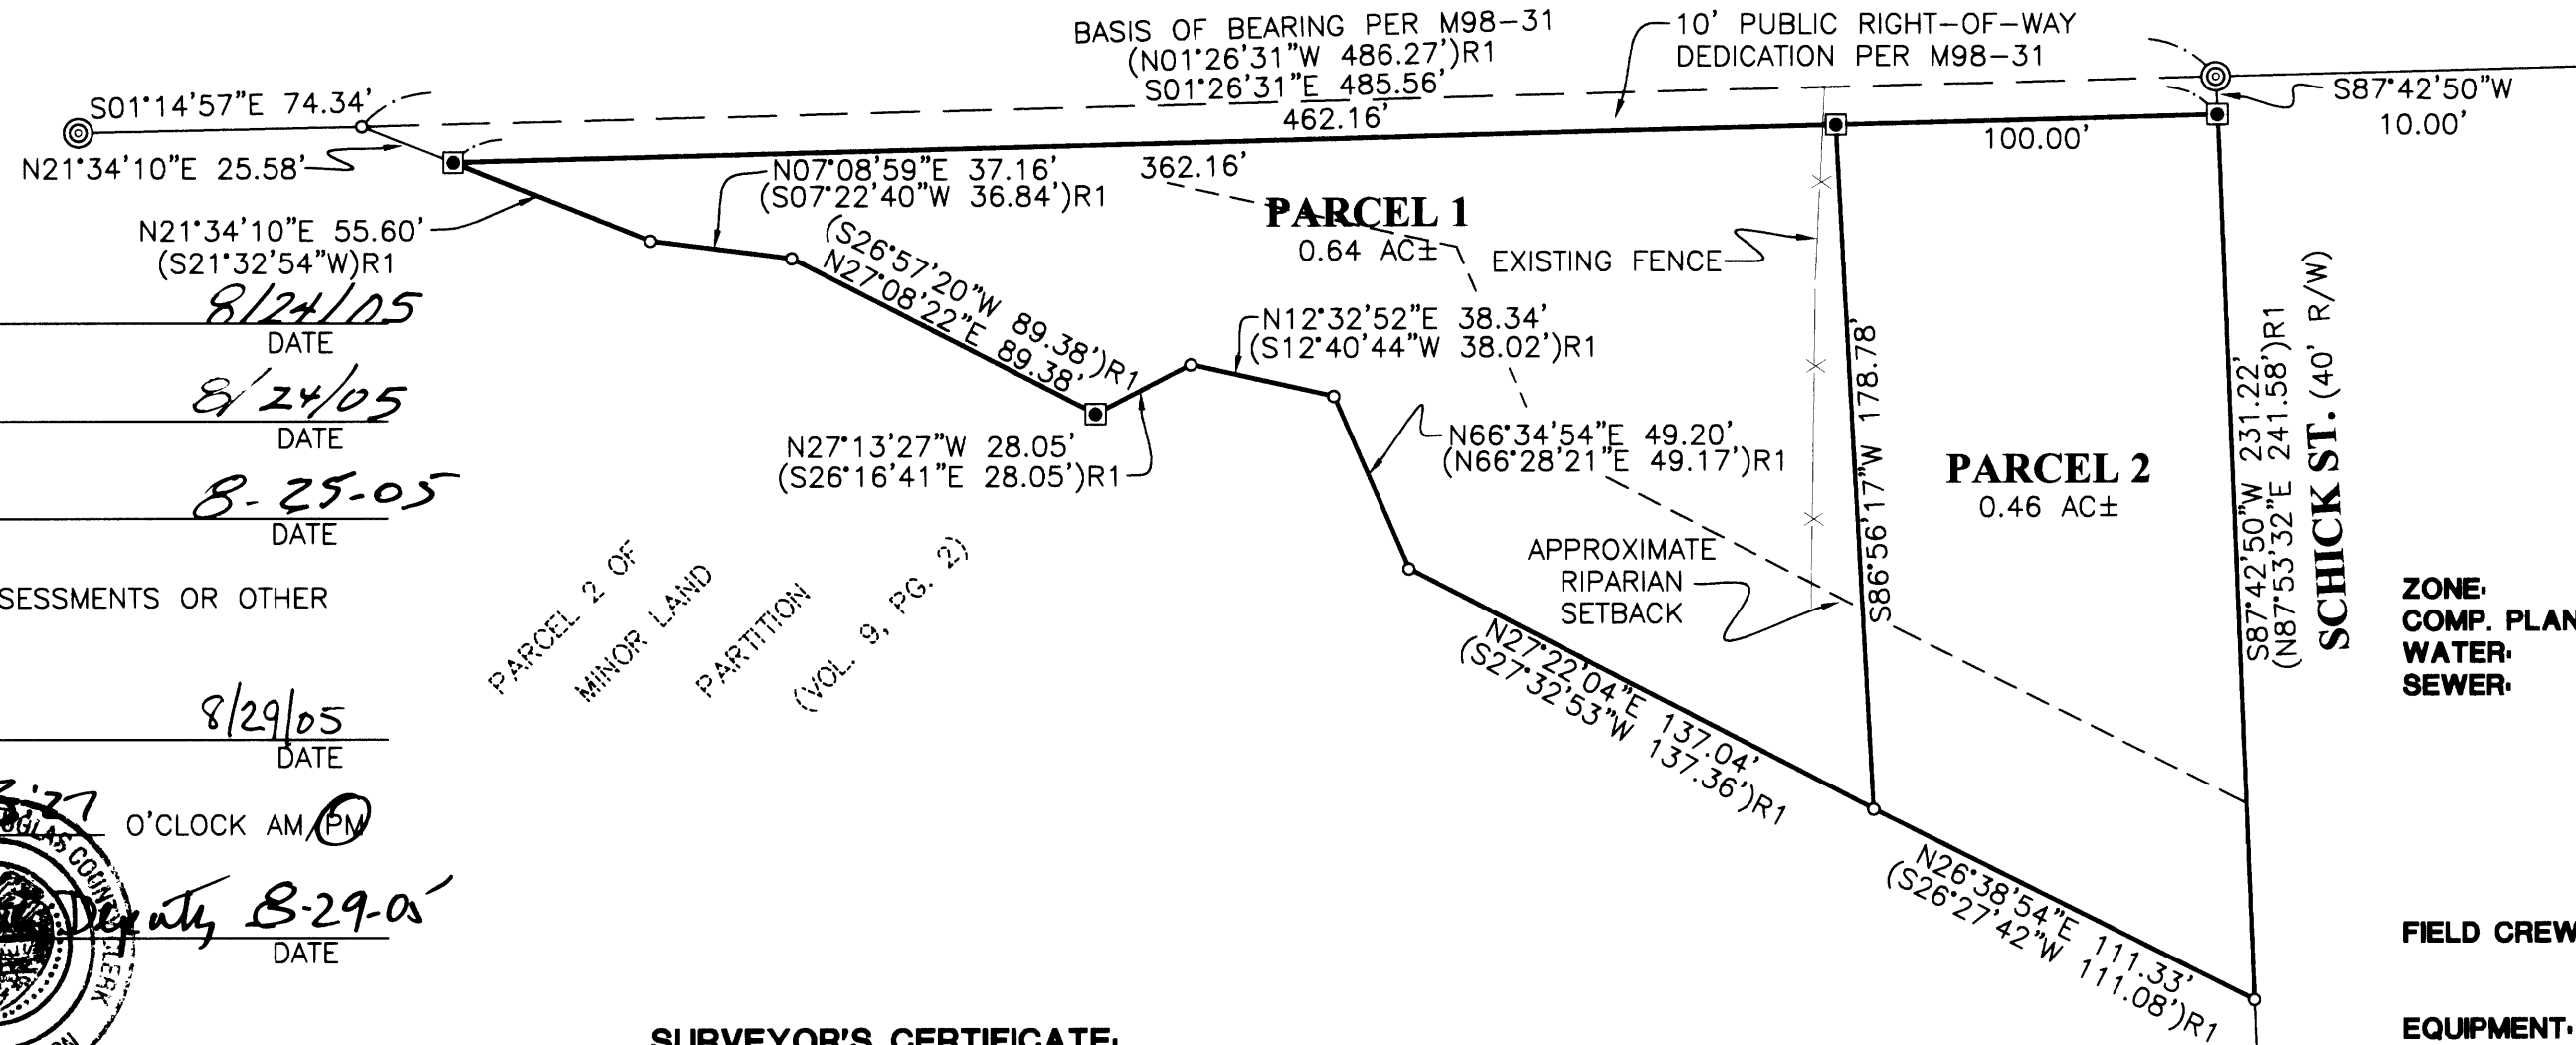 BASIS OF BEARING PER M98-31
(N01°26'31"W 486.27')R1
S01°26'31"E 485.56'
462.16'
10' PUBLIC RIGHT-OF-WAY
DEDICATION PER M98-31
S87°42'50"W
10.00'
S01°14'57"E 74.34'
N21°34'10"E 25.58'
100.00'
N07°08'59"E 37.16'
(S07°22'40"W 36.84')R1
362.16'
PARCEL 1
0.64 AC±
N21°34'10"E 55.60'
(S21°32'54"W)R1
(S26°57'20"W 89.38')R1
N27°08'22"E 89.38'
EXISTING FENCE
N12°32'52"E 38.34'
(S12°40'44"W 38.02')R1
8/24/05
DATE
8/24/05
DATE
8-25-05
DATE
N27°13'27"W 28.05'
(S26°16'41"E 28.05')R1
N66°34'54"E 49.20'
(N66°28'21"E 49.17')R1
S86°56'17"W 178.78'
PARCEL 2
0.46 AC±
S87°42'50"W 231.22'
(N87°53'32"E 241.58')R1
SCHICK ST. (40' R/W)
APPROXIMATE
RIPARIAN
SETBACK
PARCEL 2 OF
MINOR LAND
PARTITION
(VOL. 9, PG. 2)
SESSMENTS OR OTHER
N27°22'04"E 137.04'
(S27°32'53"W 137.36')R1
ZONE:
COMP. PLAN
WATER:
SEWER:
8/29/05
DATE
O'CLOCK AM/PM
Deputy 8-29-05
DATE
N26°38'54"E 111.33'
(S26°27'42"W 111.08')R1
FIELD CREW
EQUIPMENT:
SURVEYOR'S CERTIFICATE: